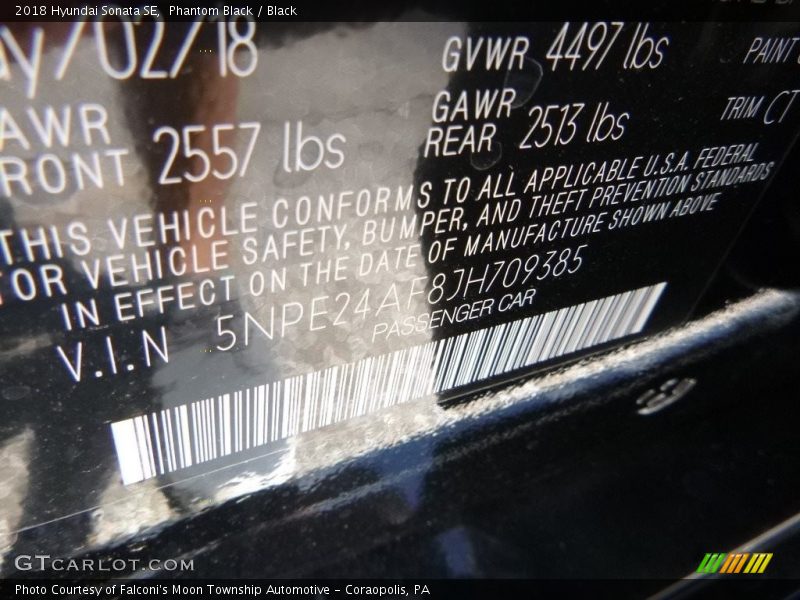 2018 Hyundai Sonata SE, Phantom Black / Black
ay/02/18
GVWR 4497 lbs
PAINT
AWR
FRONT 2557 lbs
GAWR
REAR 2513 lbs
TRIM CT
THIS VEHICLE CONFORMS TO ALL APPLICABLE U.S.A. FEDERAL
FOR VEHICLE SAFETY, BUMPER, AND THEFT PREVENTION STANDARDS
IN EFFECT ON THE DATE OF MANUFACTURE SHOWN ABOVE
V.I.N 5NPE24AF8JH709385
PASSENGER CAR
GTCARLOT.COM
Photo Courtesy of Falconi's Moon Township Automotive – Coraopolis, PA